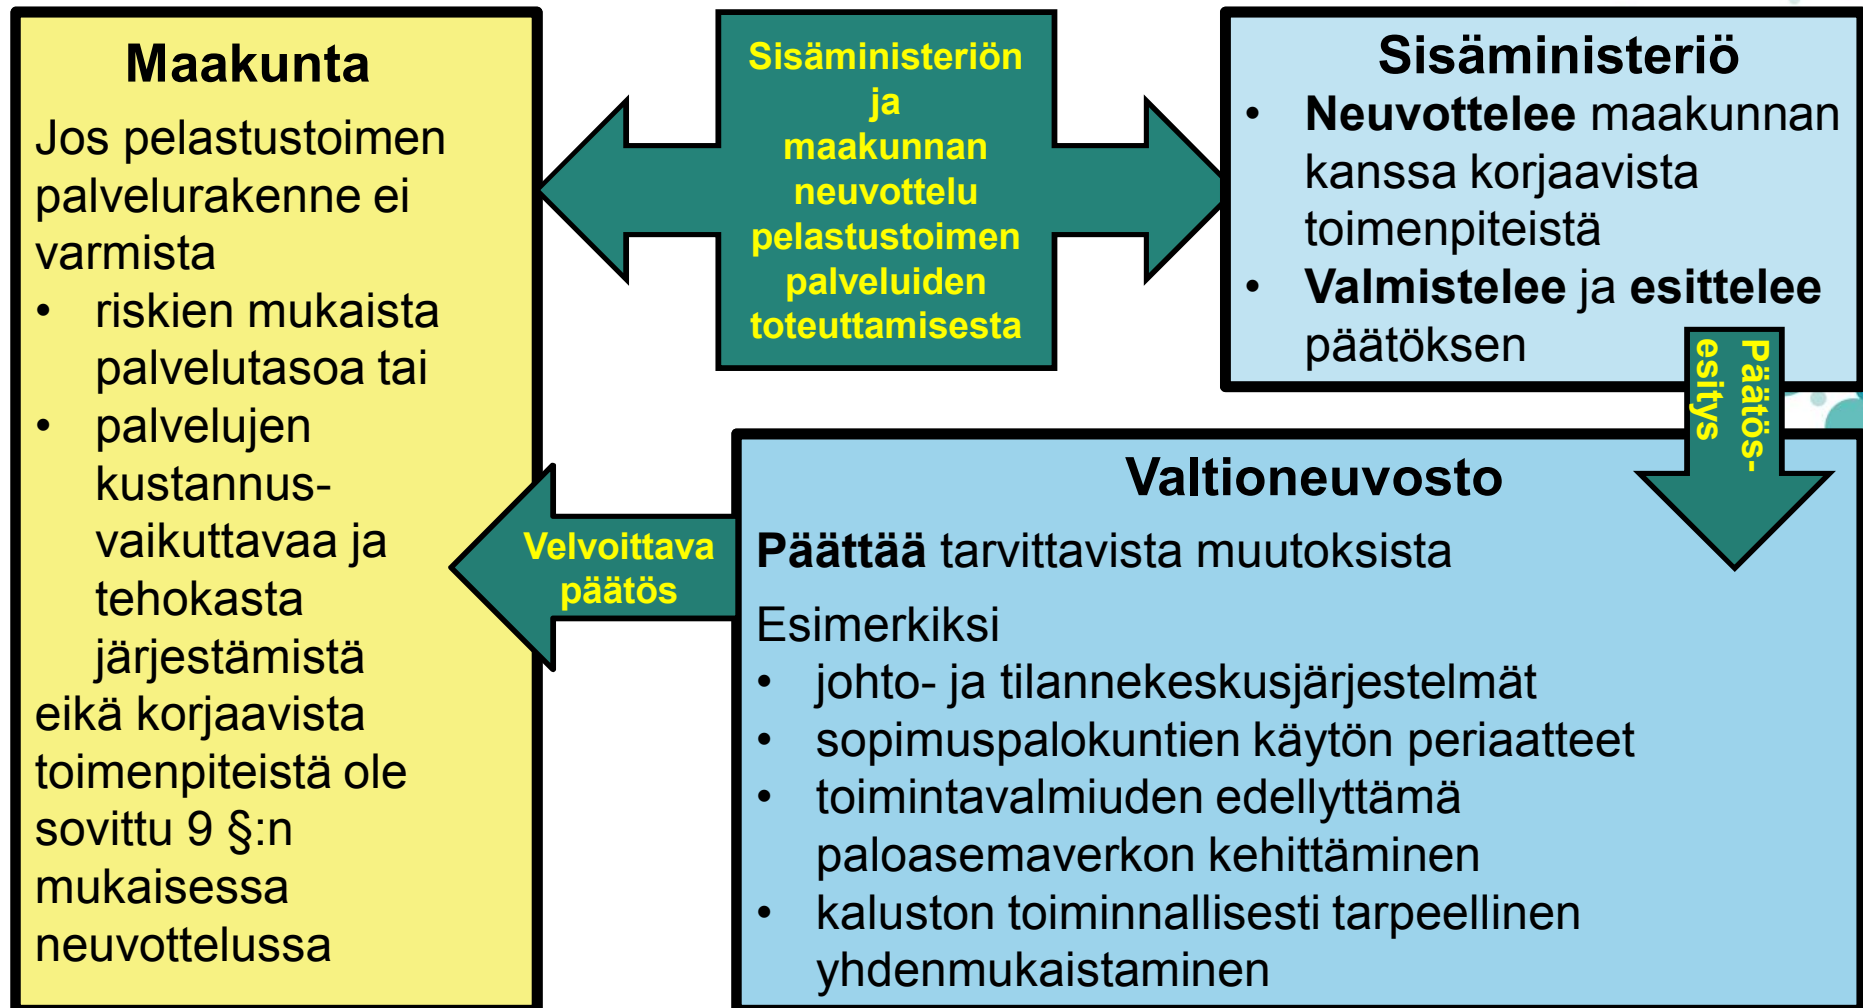 Maakunta
Jos pelastustoimen
palvelurakenne ei
varmista
• riskien mukaista
palvelutasoa tai
• palvelujen
kustannus-
vaikuttavaa ja
tehokasta
järjestämistä
eikä korjaavista
toimenpiteistä ole
sovittu 9 §:n
mukaisessa
neuvottelussa
Sisäministeriön
ja
maakunnan
neuvottelu
pelastustoimen
palveluiden
toteuttamisesta
Sisäministeriö
• Neuvottelee maakunnan
kanssa korjaavista
toimenpiteistä
• Valmistelee ja esittelee
päätöksen
Päätös-
esitys
Valtioneuvosto
Päättää tarvittavista muutoksista
Esimerkiksi
• johto- ja tilannekeskusjärjestelmät
• sopimuspalokuntien käytön periaatteet
• toimintavalmiuden edellyttämä
paloasemaverkon kehittäminen
• kaluston toiminnallisesti tarpeellinen
yhdenmukaistaminen
Velvoittava
päätös